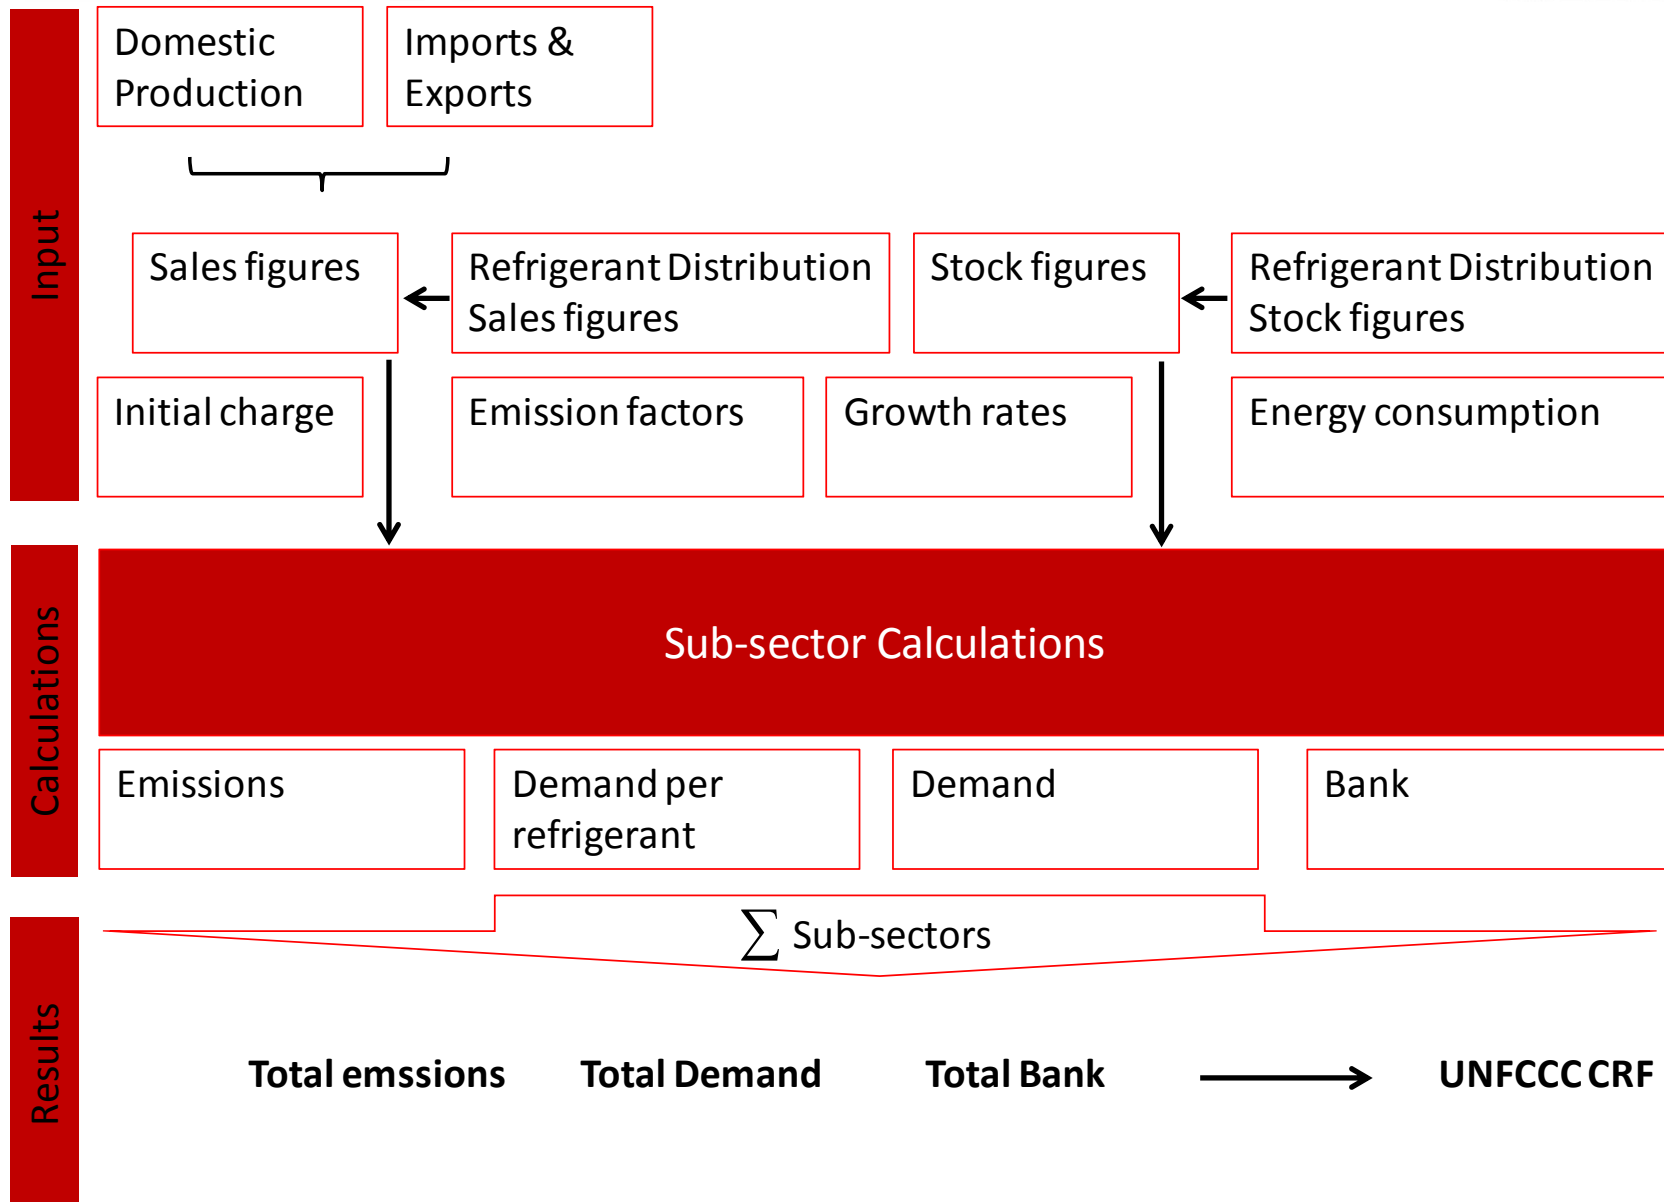 Input
Domestic
Production
Imports &
Exports
Sales figures
Refrigerant Distribution
Sales figures
Stock figures
Refrigerant Distribution
Stock figures
Initial charge
Emission factors
Growth rates
Energy consumption
Calculations
Sub-sector Calculations
Emissions
Demand per
refrigerant
Demand
Bank
Results
∑ Sub-sectors
Total emssions
Total Demand
Total Bank
UNFCCC CRF